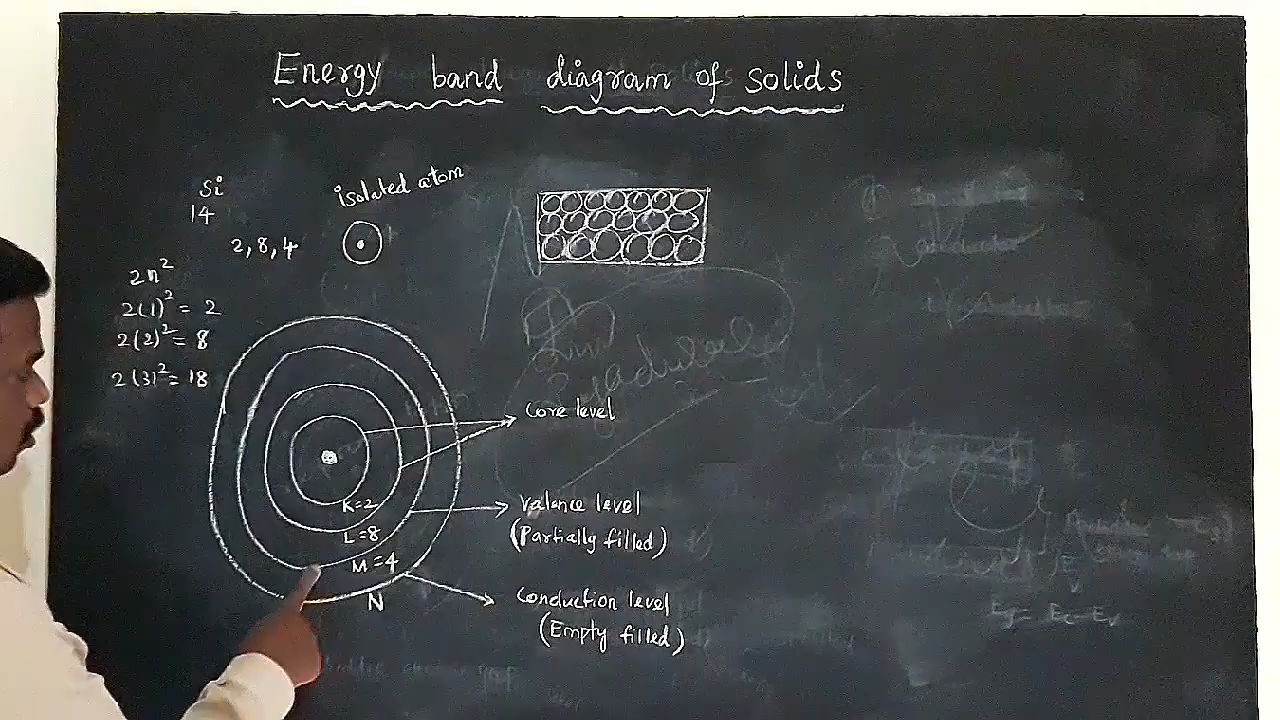 Energy band diagram of solids
Si
14
2, 8, 4
isolated atom
2n²
2(1)² = 2
2(2)² = 8
2(3)² = 18
core level
K=2
L=8
M=4
N
valence level
(Partially filled)
conduction level
(Empty filled)